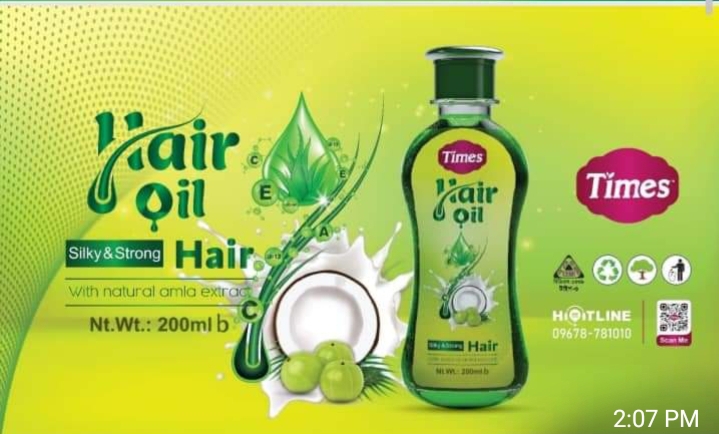 Hair
Oil
Silky & Strong Hair
With natural amla extract
Nt.Wt.: 200ml b
C
E
E
A
C
Times
Hair
Oil
Silky & Strong Hair
Nt.Wt.: 200ml b
Times
HOTLINE
09678-781010
Scan Me
2:07 PM